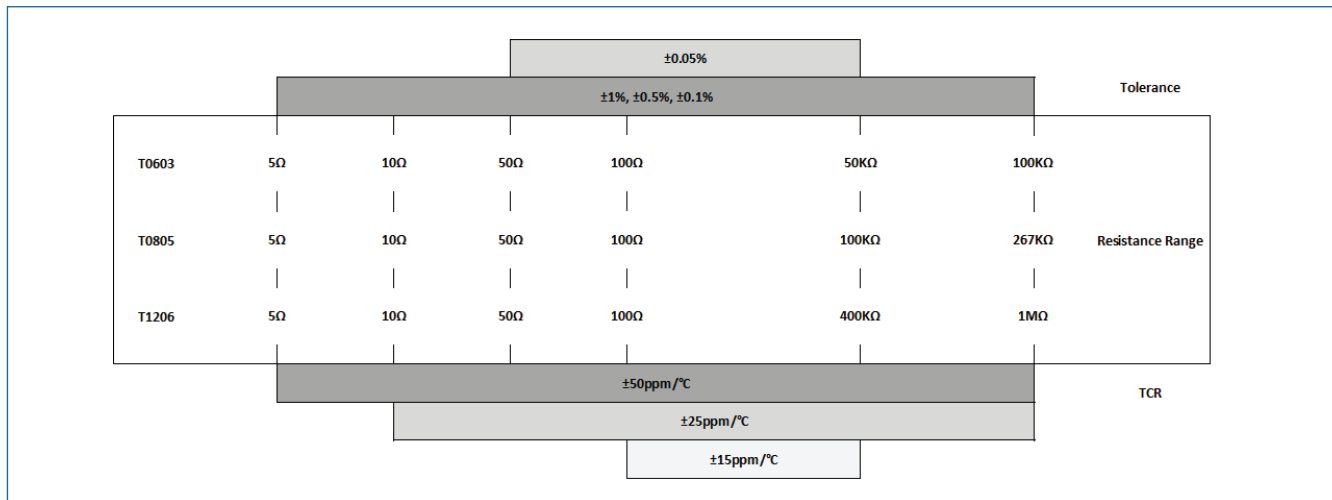 ±0.05%
±1%, ±0.5%, ±0.1%
Tolerance
T0603 5Ω 10Ω 50Ω 100Ω 50KΩ 100KΩ
T0805 5Ω 10Ω 50Ω 100Ω 100KΩ 267KΩ Resistance Range
T1206 5Ω 10Ω 50Ω 100Ω 400KΩ 1MΩ
±50ppm/℃
TCR
±25ppm/℃
±15ppm/℃